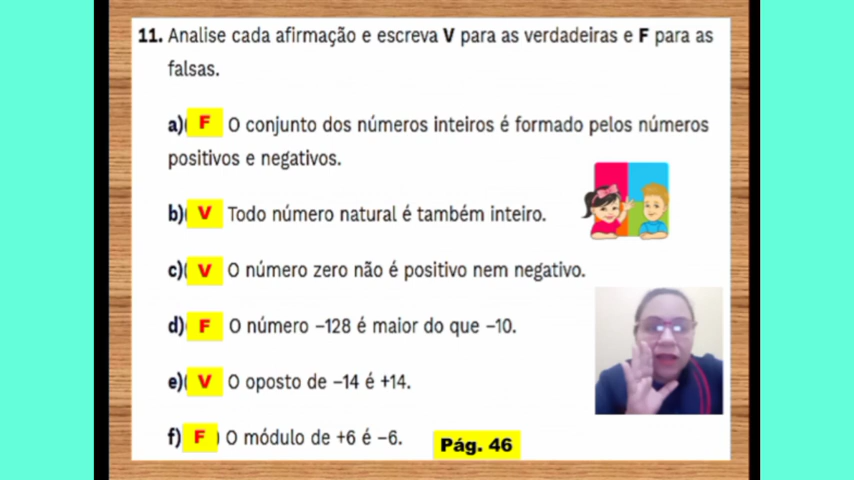 11. Analise cada afirmação e escreva V para as verdadeiras e F para as
falsas.
a)( F O conjunto dos números inteiros é formado pelos números
positivos e negativos.
b)( V Todo número natural é também inteiro.
c)( V O número zero não é positivo nem negativo.
d)( F O número –128 é maior do que –10.
e)( V O oposto de –14 é +14.
f)( F ) O módulo de +6 é –6.
Pág. 46